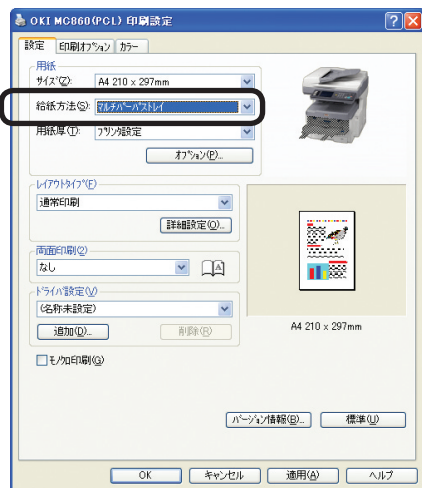 OKI MC860(PCL) 印刷設定
設定 印刷ｵﾌﾟｼｮﾝ ｶﾗｰ
用紙
ｻｲｽﾞ(Z): A4 210 x 297mm
給紙方法(S): ﾏﾙﾁﾊﾟｰﾊﾟｽﾄﾚｲ
用紙厚(T): ﾌﾟﾘﾝﾀ設定
ｵﾌﾟｼｮﾝ(P)...
ﾚｲｱｳﾄﾀｲﾌﾟ(E)
通常印刷
詳細設定(O)...
両面印刷(2)
なし
ﾄﾞﾗｲﾊﾞ設定(V)
(名称未設定)
追加(D)... 削除(R)
A4 210 x 297mm
ﾓﾉｸﾛ印刷(G)
ﾊﾞｰｼﾞｮﾝ情報(B)... 標準(U)
OK ｷｬﾝｾﾙ 適用(A) ヘルプ